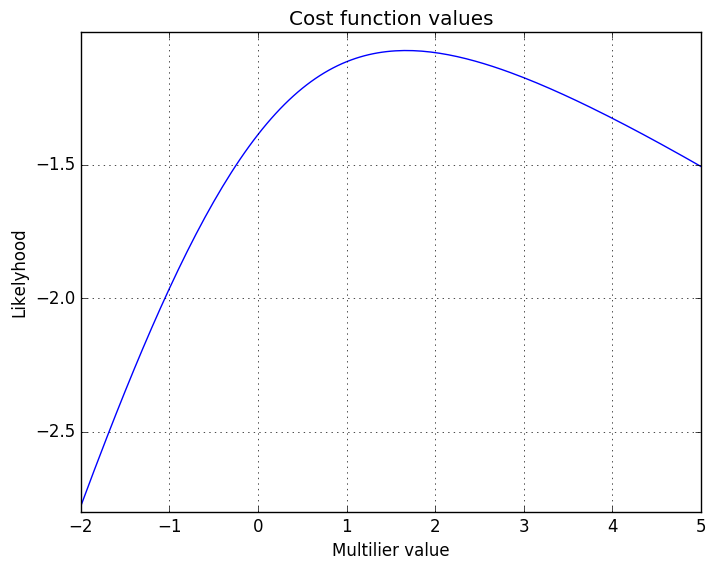 Cost function values
Likelyhood
−1.5
−2.0
−2.5
−2 −1 0 1 2 3 4 5
Multilier value